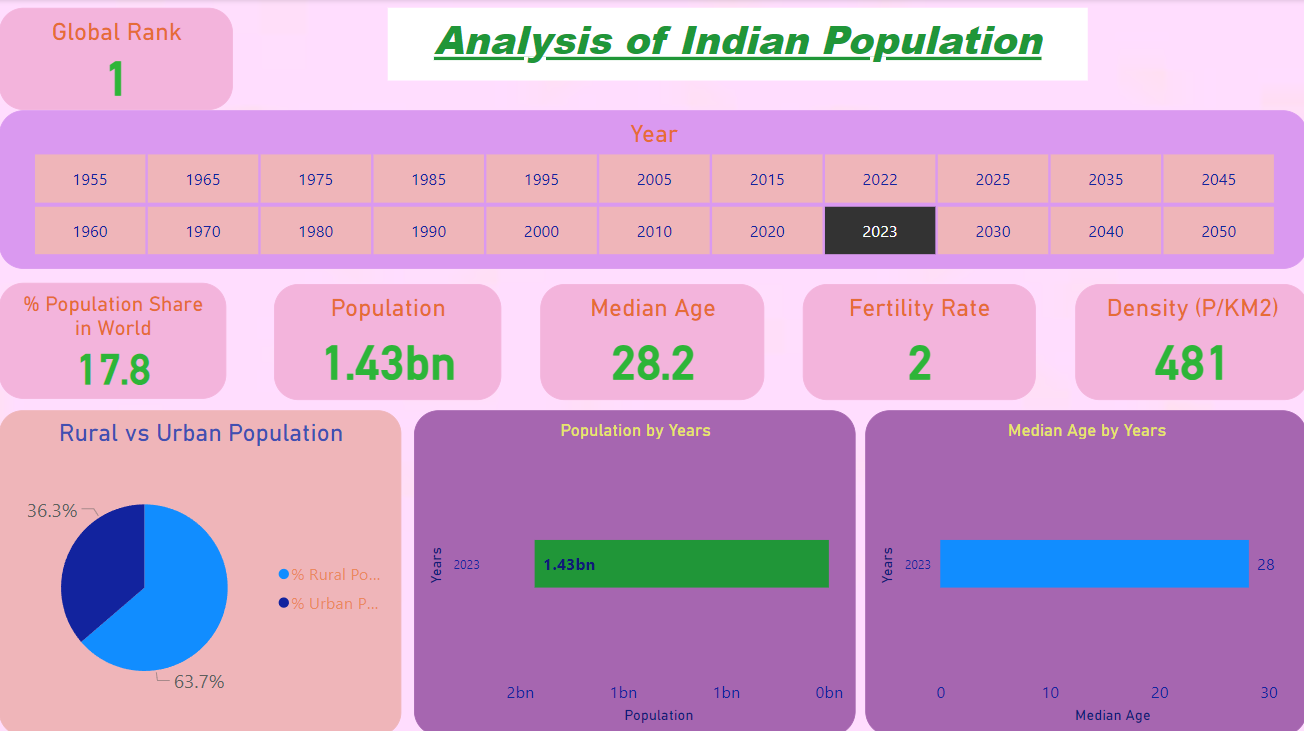 Global Rank
1
Analysis of Indian Population
Year
1955 1965 1975 1985 1995 2005 2015 2022 2025 2035 2045
1960 1970 1980 1990 2000 2010 2020 2023 2030 2040 2050
% Population Share
in World
17.8
Population
1.43bn
Median Age
28.2
Fertility Rate
2
Density (P/KM2)
481
Rural vs Urban Population
36.3%
63.7%
% Rural Po...
% Urban P...
Population by Years
Years
2023
1.43bn
2bn 1bn 1bn 0bn
Population
Median Age by Years
Years
2023
28
0 10 20 30
Median Age